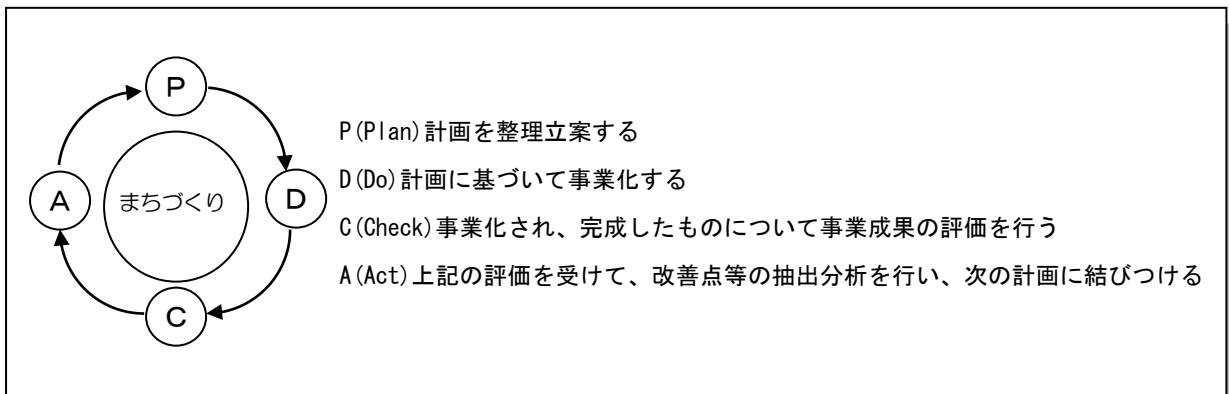 P
A
まちづくり
D
C
P(Plan)計画を整理立案する
D(Do)計画に基づいて事業化する
C(Check)事業化され、完成したものについて事業成果の評価を行う
A(Act)上記の評価を受けて、改善点等の抽出分析を行い、次の計画に結びつける